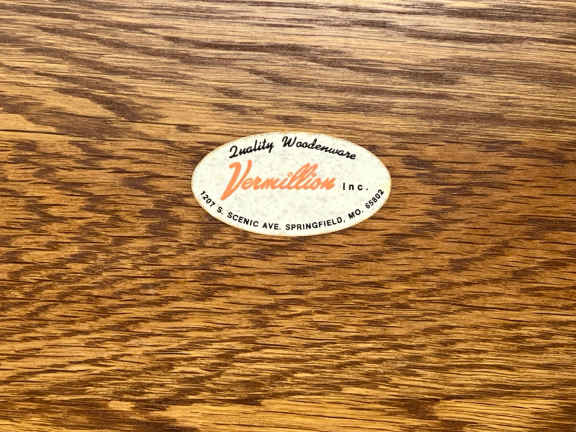 Quality Woodenware
Vermillion Inc.
1207 S. SCENIC AVE. SPRINGFIELD, MO. 65802